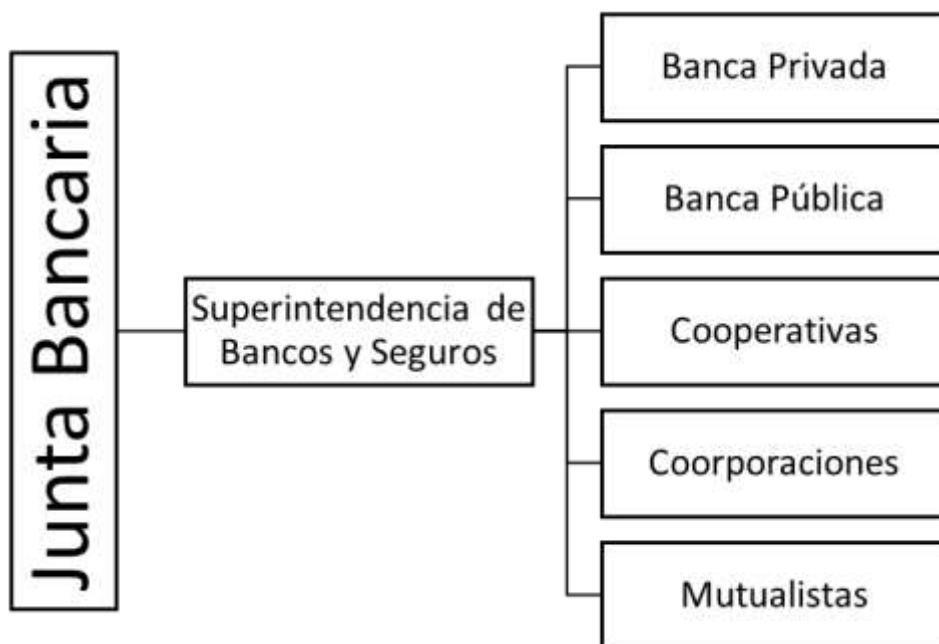 Junta Bancaria
Superintendencia de
Bancos y Seguros
Banca Privada
Banca Pública
Cooperativas
Coorporaciones
Mutualistas